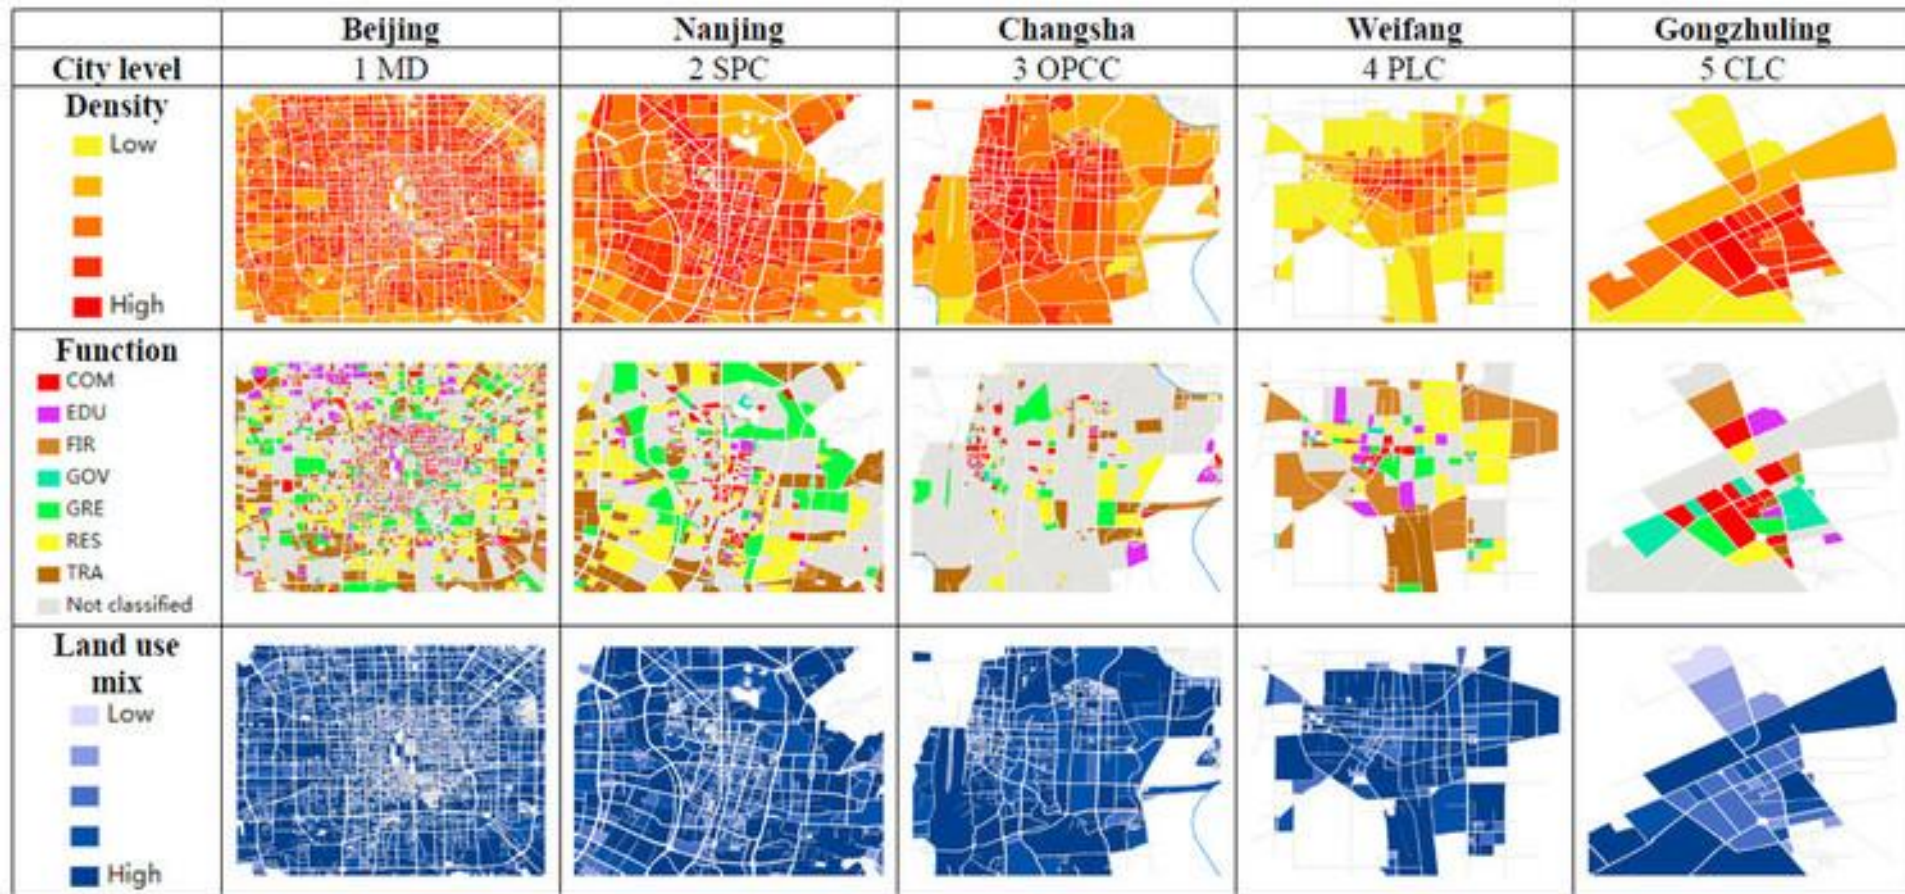 Beijing Nanjing Changsha Weifang Gongzhuling
City level 1 MD 2 SPC 3 OPCC 4 PLC 5 CLC
Density
Low
High
Function
COM
EDU
FIR
GOV
GRE
RES
TRA
Not classified
Land use
mix
Low
High